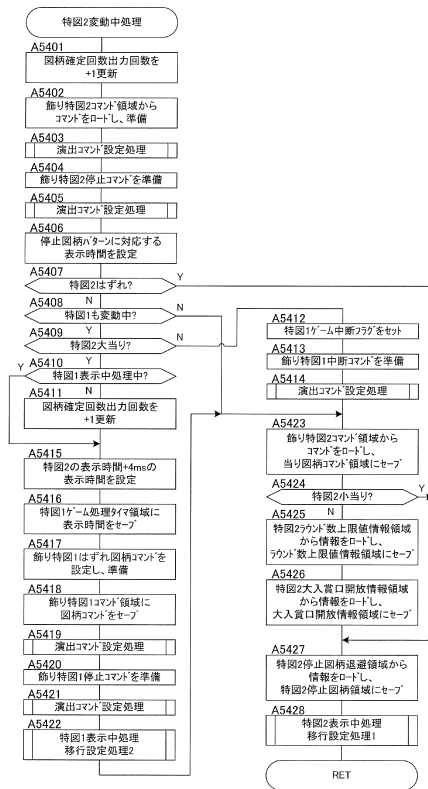 特図2変動中処理
A5401
図柄確定回数出力回数を
+1更新
A5402
飾り特図2コマンド領域から
コマンドをロードし、準備
A5403
演出コマンド設定処理
A5404
飾り特図2停止コマンドを準備
A5405
演出コマンド設定処理
A5406
停止図柄パターンに対応する
表示時間を設定
A5407
特図2はずれ?
Y
N
A5408
特図1も変動中?
N
Y
A5409
特図2大当り?
N
Y
A5410
特図1表示中処理中?
Y
N
A5411
図柄確定回数出力回数を
+1更新
A5415
特図2の表示時間+4msの
表示時間を設定
A5416
特図1ゲーム処理タイマ領域に
表示時間をセーブ
A5417
飾り特図1はずれ図柄コマンドを
設定し、準備
A5418
飾り特図1コマンド領域に
図柄コマンドをセーブ
A5419
演出コマンド設定処理
A5420
飾り特図1停止コマンドを準備
A5421
演出コマンド設定処理
A5422
特図1表示中処理
移行設定処理2
A5412
特図1ゲーム中断フラグをセット
A5413
飾り特図1中断コマンドを準備
A5414
演出コマンド設定処理
A5423
飾り特図2コマンド領域から
コマンドをロードし、
当り図柄コマンド領域にセーブ
A5424
特図2小当り?
Y
N
A5425
特図2ラウンド数上限値情報領域
から情報をロードし、
ラウンド数上限値情報領域にセーブ
A5426
特図2大入賞口開放情報領域
から情報をロードし、
大入賞口開放情報領域にセーブ
A5427
特図2停止図柄退避領域から
情報をロードし、
特図2停止図柄領域にセーブ
A5428
特図2表示中処理
移行設定処理1
RET